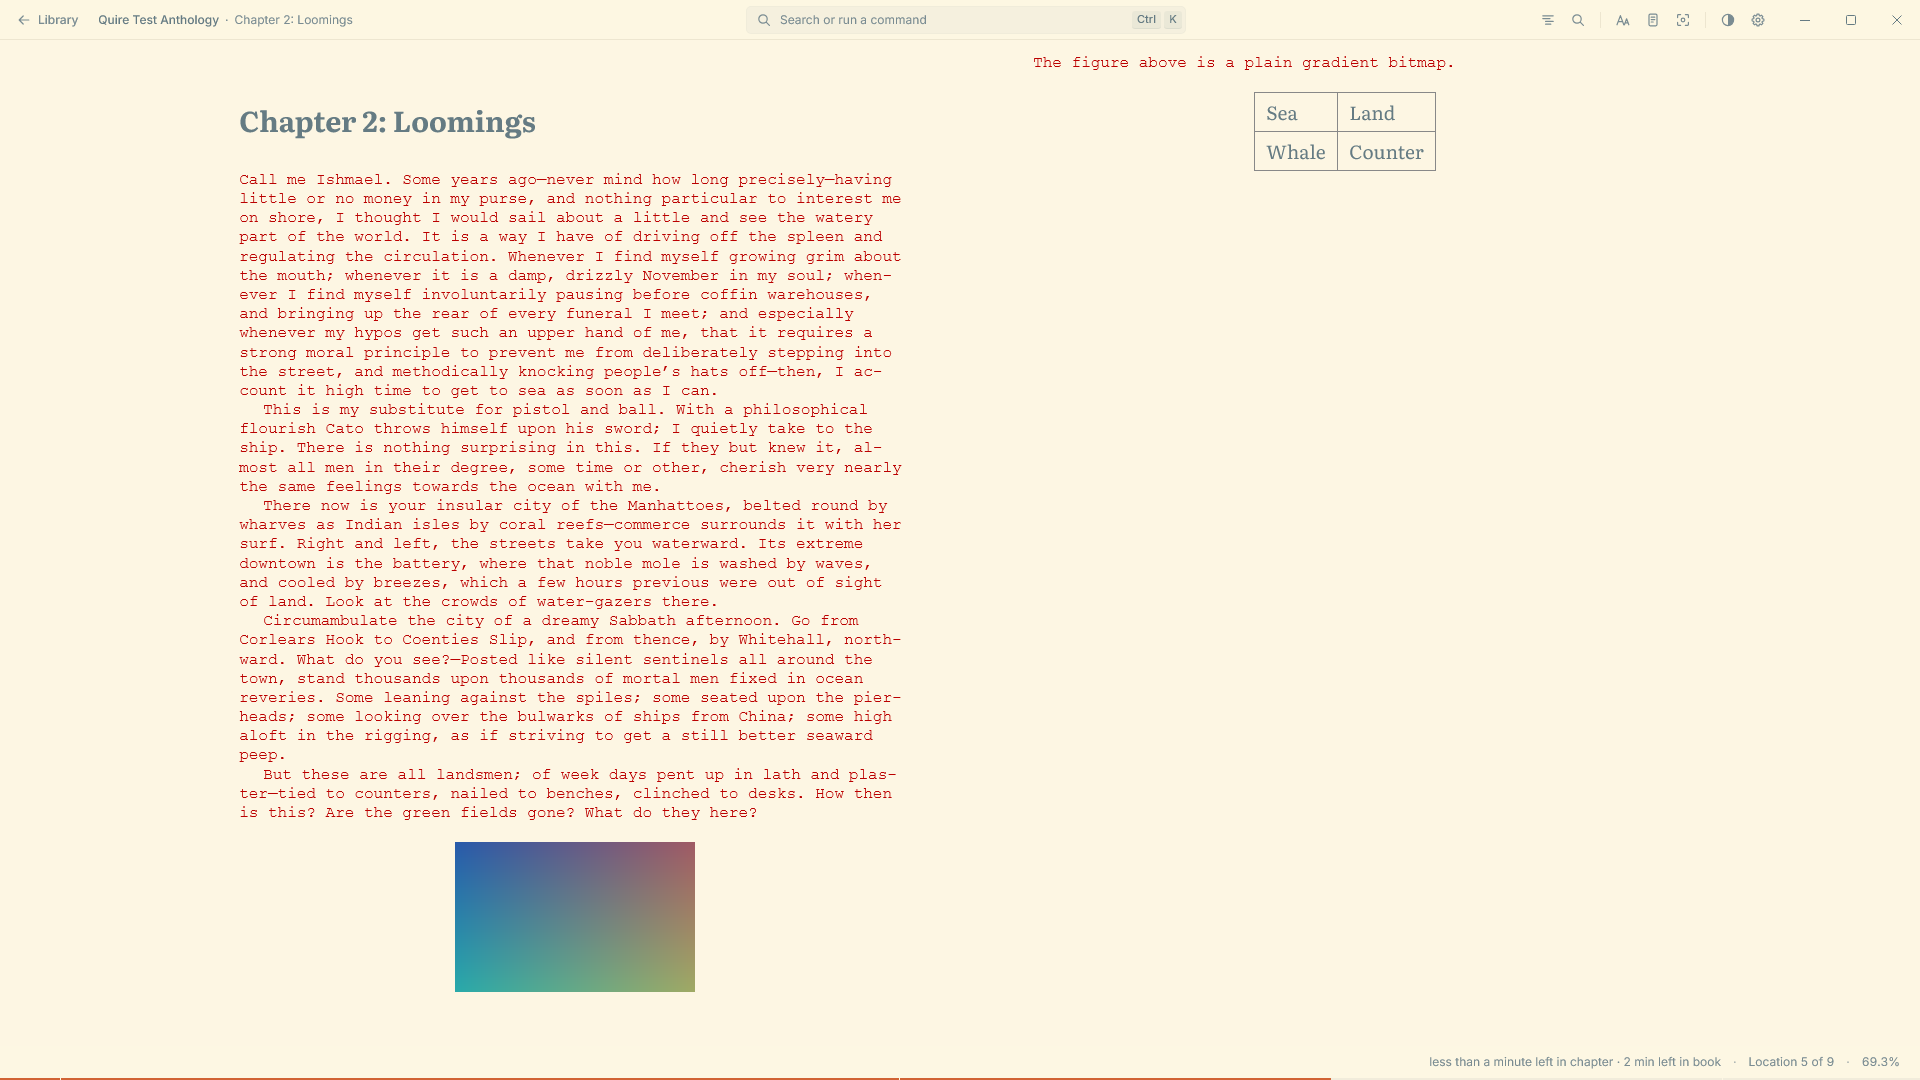 Library
Quire Test Anthology · Chapter 2: Loomings
Search or run a command
Ctrl K
Chapter 2: Loomings
Call me Ishmael. Some years ago—never mind how long precisely—having
little or no money in my purse, and nothing particular to interest me
on shore, I thought I would sail about a little and see the watery
part of the world. It is a way I have of driving off the spleen and
regulating the circulation. Whenever I find myself growing grim about
the mouth; whenever it is a damp, drizzly November in my soul; when-
ever I find myself involuntarily pausing before coffin warehouses,
and bringing up the rear of every funeral I meet; and especially
whenever my hypos get such an upper hand of me, that it requires a
strong moral principle to prevent me from deliberately stepping into
the street, and methodically knocking people’s hats off—then, I ac-
count it high time to get to sea as soon as I can.
This is my substitute for pistol and ball. With a philosophical
flourish Cato throws himself upon his sword; I quietly take to the
ship. There is nothing surprising in this. If they but knew it, al-
most all men in their degree, some time or other, cherish very nearly
the same feelings towards the ocean with me.
There now is your insular city of the Manhattoes, belted round by
wharves as Indian isles by coral reefs—commerce surrounds it with her
surf. Right and left, the streets take you waterward. Its extreme
downtown is the battery, where that noble mole is washed by waves,
and cooled by breezes, which a few hours previous were out of sight
of land. Look at the crowds of water-gazers there.
Circumambulate the city of a dreamy Sabbath afternoon. Go from
Corlears Hook to Coenties Slip, and from thence, by Whitehall, north-
ward. What do you see?—Posted like silent sentinels all around the
town, stand thousands upon thousands of mortal men fixed in ocean
reveries. Some leaning against the spiles; some seated upon the pier-
heads; some looking over the bulwarks of ships from China; some high
aloft in the rigging, as if striving to get a still better seaward
peep.
But these are all landsmen; of week days pent up in lath and plas-
ter—tied to counters, nailed to benches, clinched to desks. How then
is this? Are the green fields gone? What do they here?
The figure above is a plain gradient bitmap.
Sea Land
Whale Counter
less than a minute left in chapter · 2 min left in book · Location 5 of 9 · 69.3%